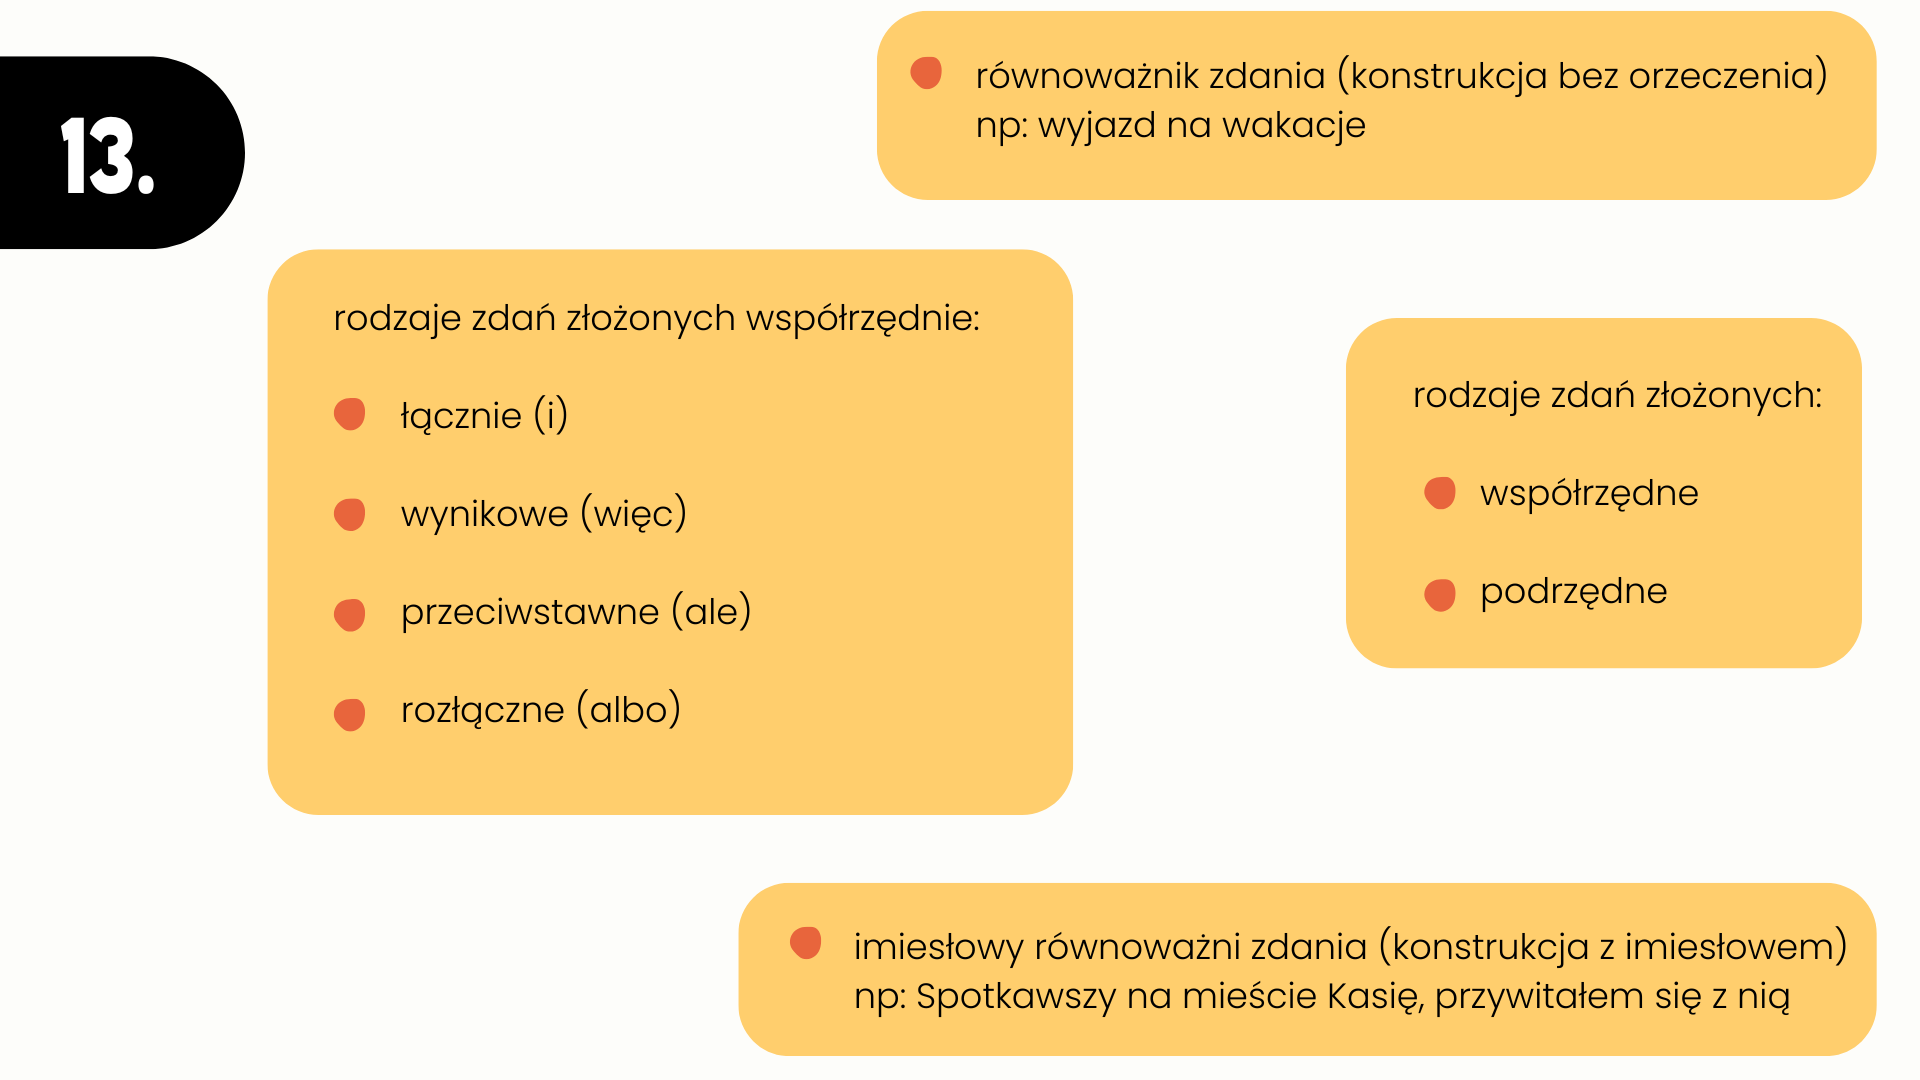 13.
równoważnik zdania (konstrukcja bez orzeczenia)
np: wyjazd na wakacje
rodzaje zdań złożonych współrzędnie:
łącznie (i)
wynikowe (więc)
przeciwstawne (ale)
rozłączne (albo)
rodzaje zdań złożonych:
współrzędne
podrzędne
imiesłowy równoważni zdania (konstrukcja z imiesłowem)
np: Spotkawszy na mieście Kasię, przywitałem się z nią